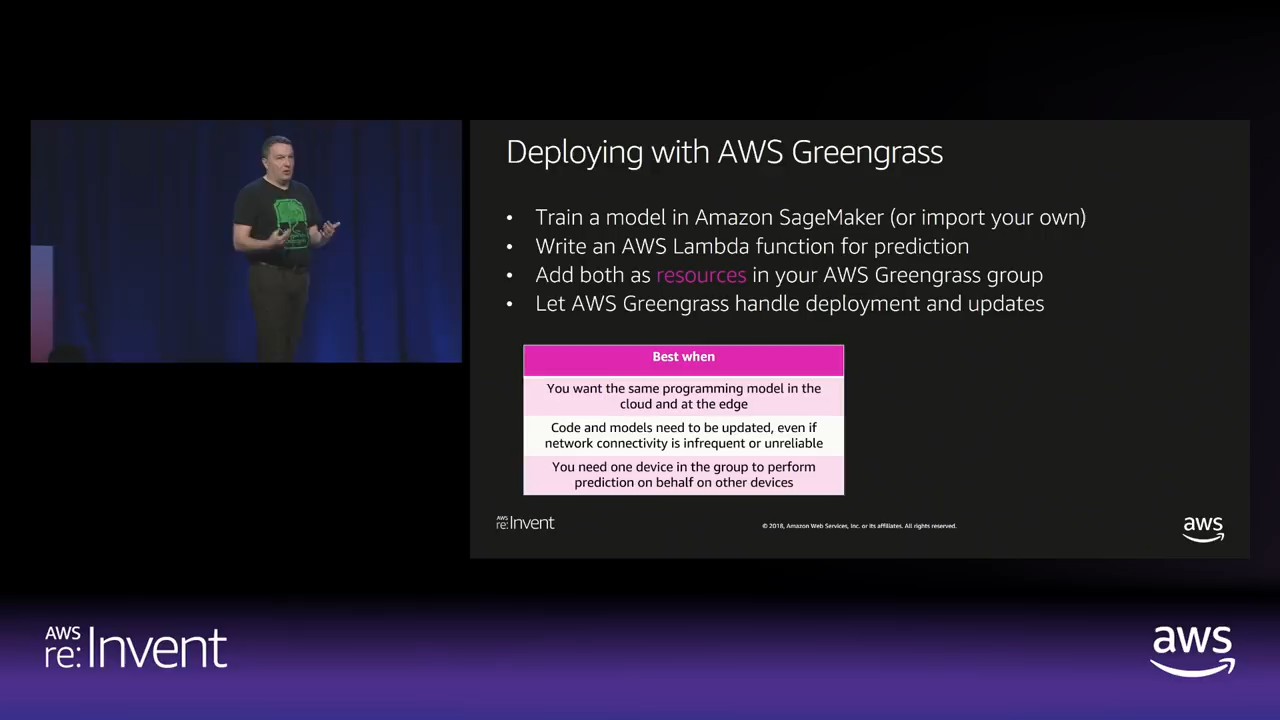 Deploying with AWS Greengrass
• Train a model in Amazon SageMaker (or import your own)
• Write an AWS Lambda function for prediction
• Add both as resources in your AWS Greengrass group
• Let AWS Greengrass handle deployment and updates
Best when
You want the same programming model in the
cloud and at the edge
Code and models need to be updated, even if
network connectivity is infrequent or unreliable
You need one device in the group to perform
prediction on behalf on other devices
AWS
re:Invent
© 2018, Amazon Web Services, Inc. or its affiliates. All rights reserved.
aws
AWS
re:Invent
aws